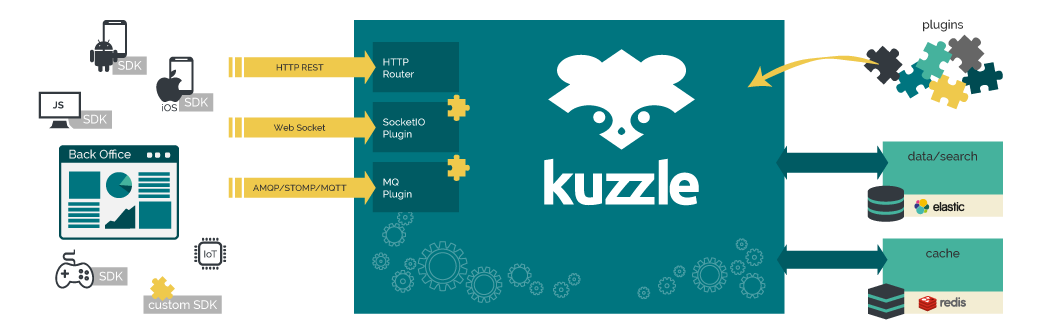 SDK
iOS
SDK
JS
SDK
Back Office
IoT
SDK
custom SDK
HTTP REST
Web Socket
AMQP/STOMP/MQTT
HTTP
Router
SocketIO
Plugin
MQ
Plugin
kuzzle
plugins
data/search
elastic
cache
redis